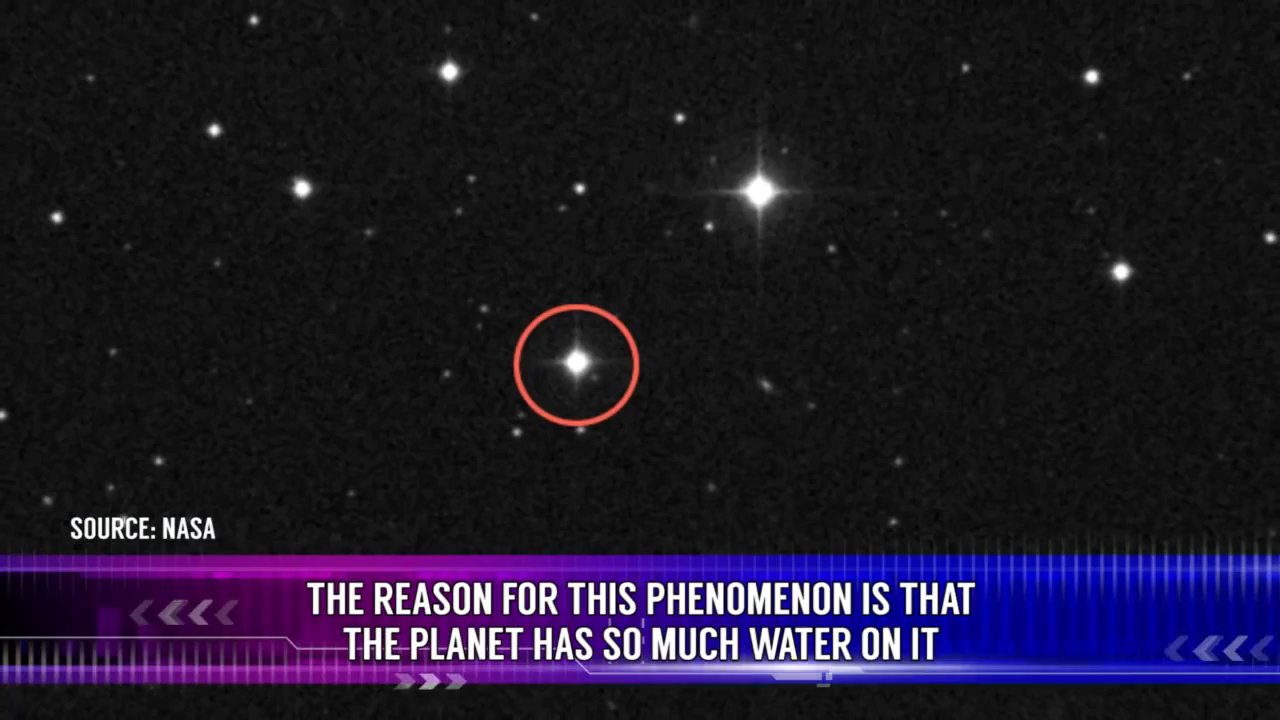 SOURCE: NASA
THE REASON FOR THIS PHENOMENON IS THAT
THE PLANET HAS SO MUCH WATER ON IT